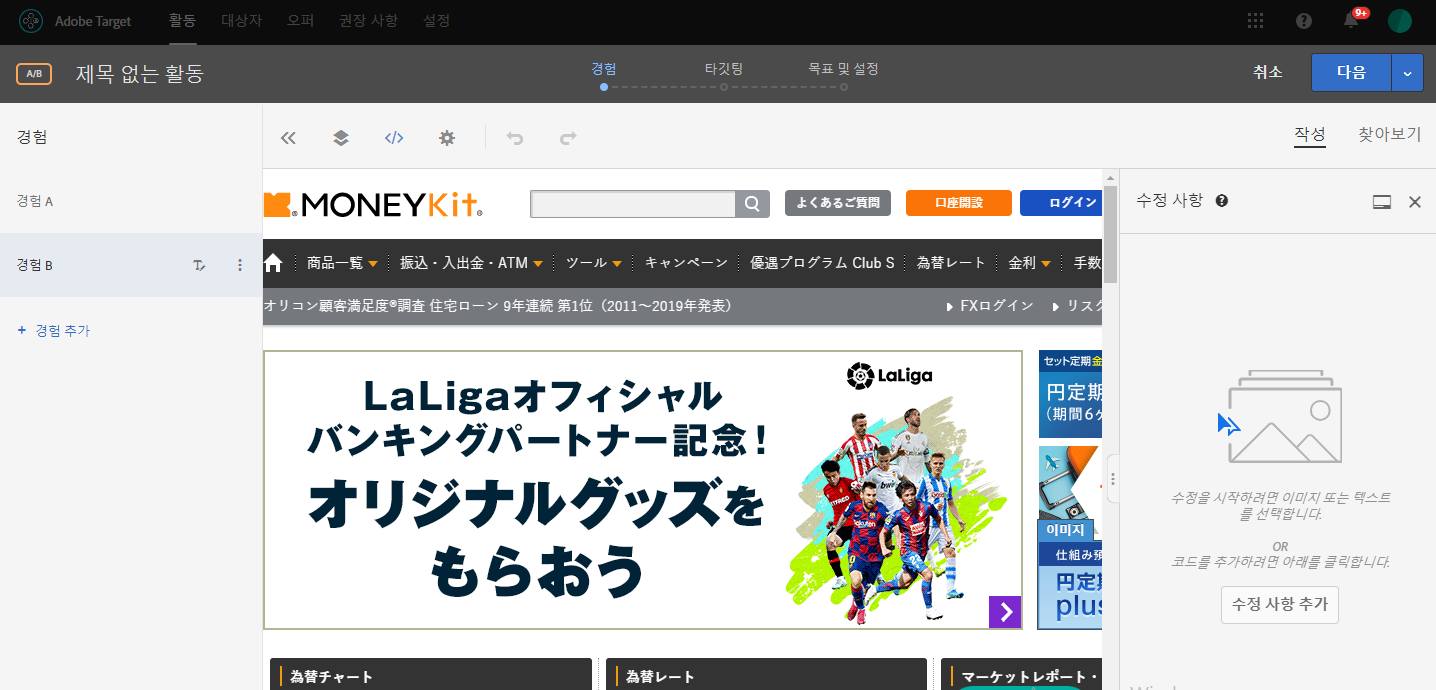 Adobe Target 활동 대상자 오퍼 권장 사항 설정 9+
A/B 제목 없는 활동 경험 타깃팅 목표 및 설정 취소 다음
경험
작성 찾아보기
경험 A
MONEYKit. よくあるご質問 口座開設 ログイン
수정 사항
경험 B
商品一覧 振込・入出金・ATM ツール キャンペーン 優遇プログラム Club S 為替レート 金利 手数
オリコン顧客満足度®調査 住宅ローン 9年連続 第1位（2011～2019年発表） FXログイン リスク
+ 경험 추가
LaLiga
LaLigaオフィシャル
バンキングパートナー記念！
オリジナルグッズを
もらおう
セット定期金
円定期
（期間6ケ
이미지
仕組み預
円定期
plus
수정을 시작하려면 이미지 또는 텍스트
를 선택합니다.
OR
코드를 추가하려면 아래를 클릭합니다.
수정 사항 추가
為替チャート
為替レート
マーケットレポート・